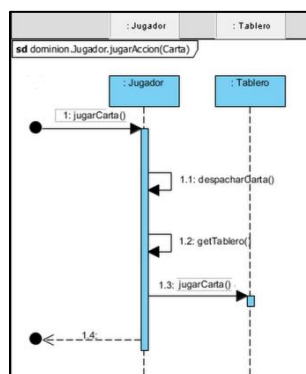 : Jugador : Tablero
sd dominion.Jugador.jugarAccion(Carta)
: Jugador : Tablero
1: jugarCarta()
1.1: despacharCarta()
1.2: getTablero()
1.3: jugarCarta()
1.4: